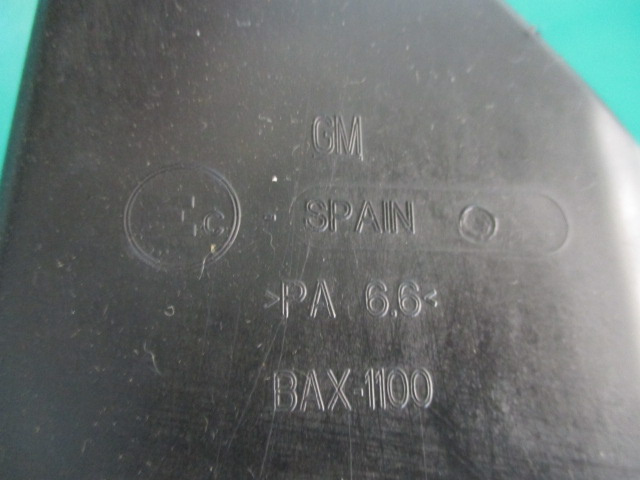 GM
C SPAIN
>PA 6.6<
BAX-1100